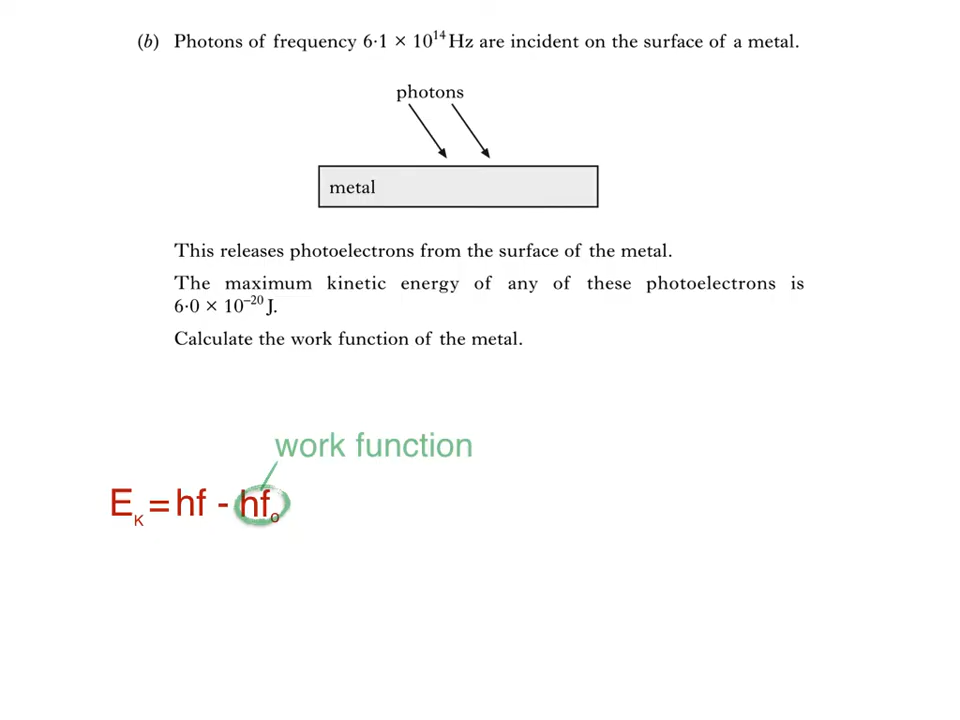 (b) Photons of frequency 6·1 × 10¹⁴ Hz are incident on the surface of a metal.
photons
metal
This releases photoelectrons from the surface of the metal.
The maximum kinetic energy of any of these photoelectrons is
6·0 × 10⁻²⁰ J.
Calculate the work function of the metal.
work function
Eₖ = hf - hf₀